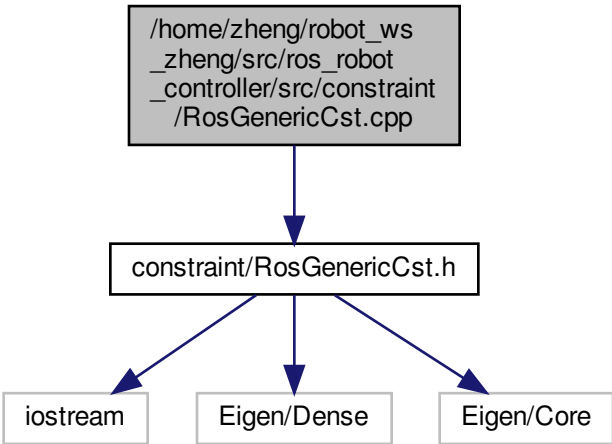 /home/zheng/robot_ws
_zheng/src/ros_robot
_controller/src/constraint
/RosGenericCst.cpp
constraint/RosGenericCst.h
iostream
Eigen/Dense
Eigen/Core